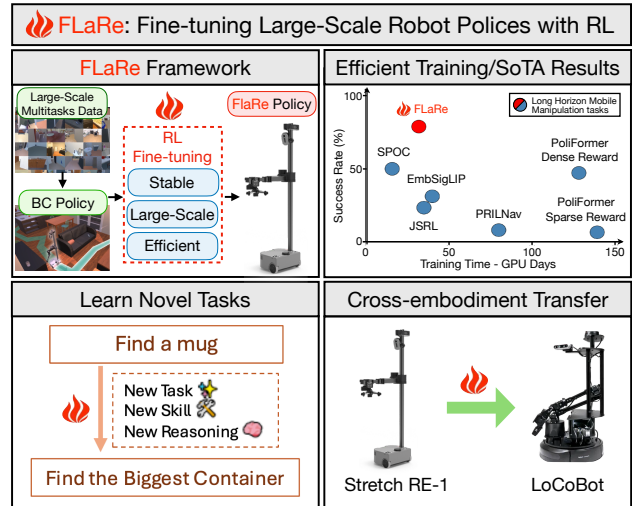 FLaRe: Fine-tuning Large-Scale Robot Polices with RL
FLaRe Framework
Large-Scale
Multitasks Data
BC Policy
RL
Fine-tuning
Stable
Large-Scale
Efficient
FlaRe Policy
Efficient Training/SoTA Results
Success Rate (%)
100
50
0
0
50
100
150
Training Time - GPU Days
FLaRe
Long Horizon Mobile
Manipulation tasks
SPOC
EmbSigLIP
JSRL
PRILNav
PoliFormer
Dense Reward
PoliFormer
Sparse Reward
Learn Novel Tasks
Find a mug
New Task
New Skill
New Reasoning
Find the Biggest Container
Cross-embodiment Transfer
Stretch RE-1
LoCoBot